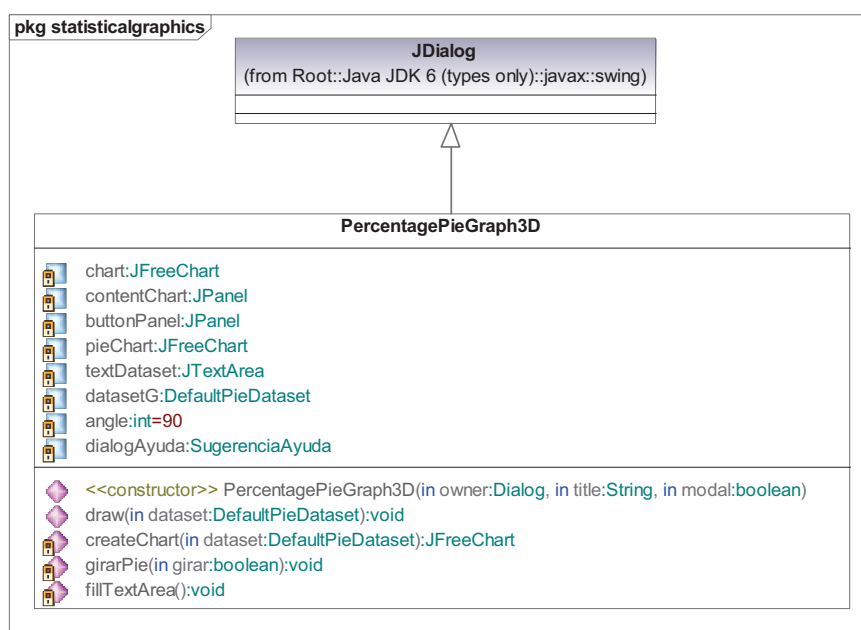 pkg statisticalgraphics
JDialog
(from Root::Java JDK 6 (types only)::javax::swing)
PercentagePieGraph3D
chart:JFreeChart
contentChart:JPanel
buttonPanel:JPanel
pieChart:JFreeChart
textDataset:JTextArea
datasetG:DefaultPieDataset
angle:int=90
dialogAyuda:SugerenciaAyuda
<<constructor>> PercentagePieGraph3D(in owner:Dialog, in title:String, in modal:boolean)
draw(in dataset:DefaultPieDataset):void
createChart(in dataset:DefaultPieDataset):JFreeChart
girarPie(in girar:boolean):void
fillTextArea():void